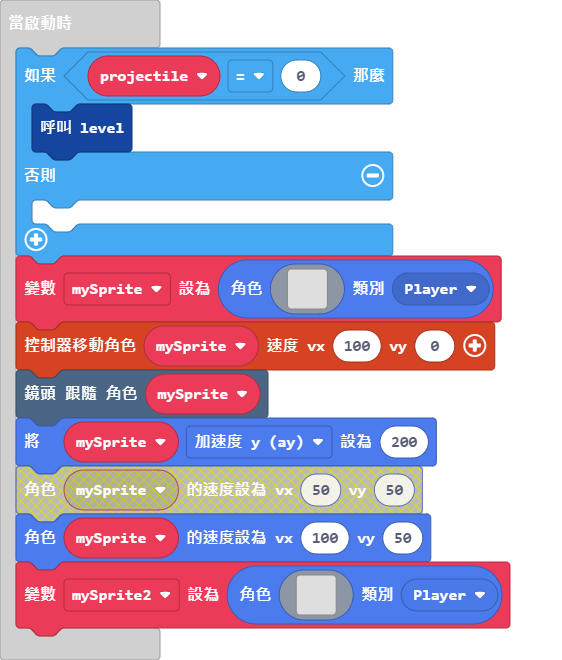 當啟動時
如果 projectile = 0 那麼
呼叫 level
否則
變數 mySprite 設為 角色 類別 Player
控制器移動角色 mySprite 速度 vx 100 vy 0
鏡頭 跟隨 角色 mySprite
將 mySprite 加速度 y (ay) 設為 200
角色 mySprite 的速度設為 vx 50 vy 50
角色 mySprite 的速度設為 vx 100 vy 50
變數 mySprite2 設為 角色 類別 Player